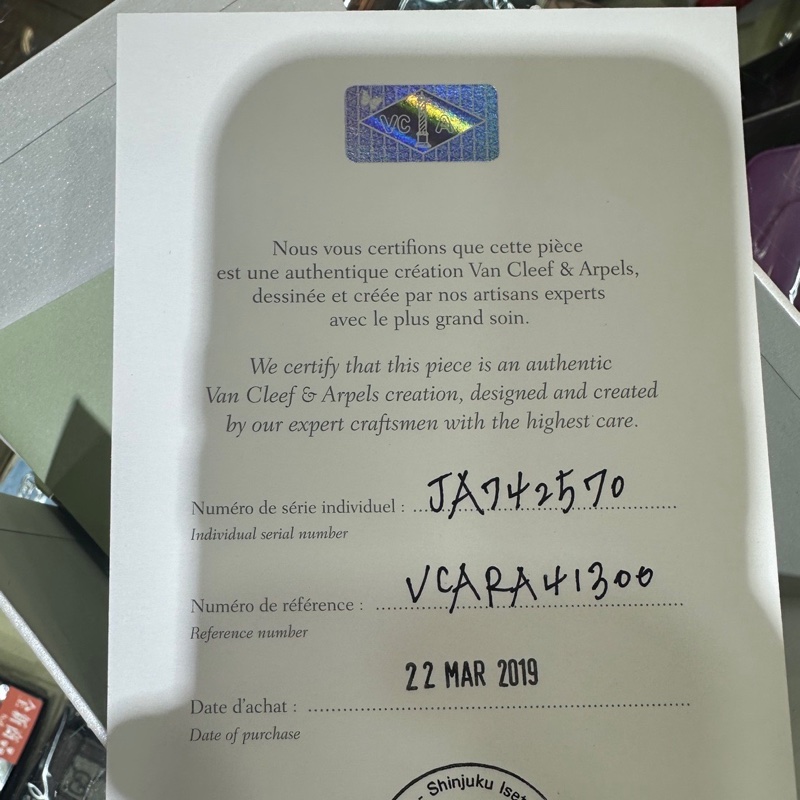 VC A
Nous vous certifions que cette pièce
est une authentique création Van Cleef & Arpels,
dessinée et créée par nos artisans experts
avec le plus grand soin.
We certify that this piece is an authentic
Van Cleef & Arpels creation, designed and created
by our expert craftsmen with the highest care.
Numéro de série individuel : JA742570
Individual serial number
Numéro de référence : VCARA41300
Reference number
22 MAR 2019
Date d'achat :
Date of purchase
Shinjuku